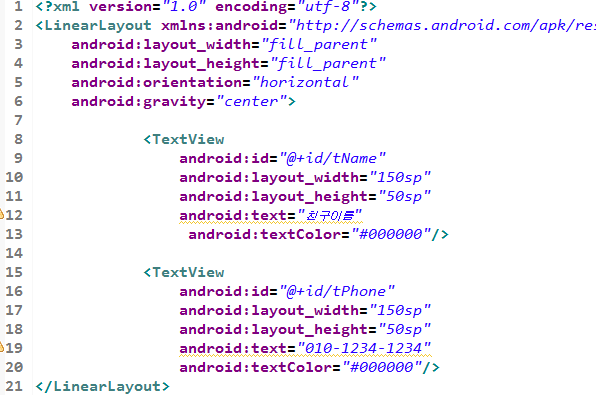 1 <?xml version="1.0" encoding="utf-8"?>
2 <LinearLayout xmlns:android="http://schemas.android.com/apk/res
3 android:layout_width="fill_parent"
4 android:layout_height="fill_parent"
5 android:orientation="horizontal"
6 android:gravity="center">
7
8 <TextView
9 android:id="@+id/tName"
10 android:layout_width="150sp"
11 android:layout_height="50sp"
12 android:text="친구이름"
13 android:textColor="#000000"/>
14
15 <TextView
16 android:id="@+id/tPhone"
17 android:layout_width="150sp"
18 android:layout_height="50sp"
19 android:text="010-1234-1234"
20 android:textColor="#000000"/>
21 </LinearLayout>